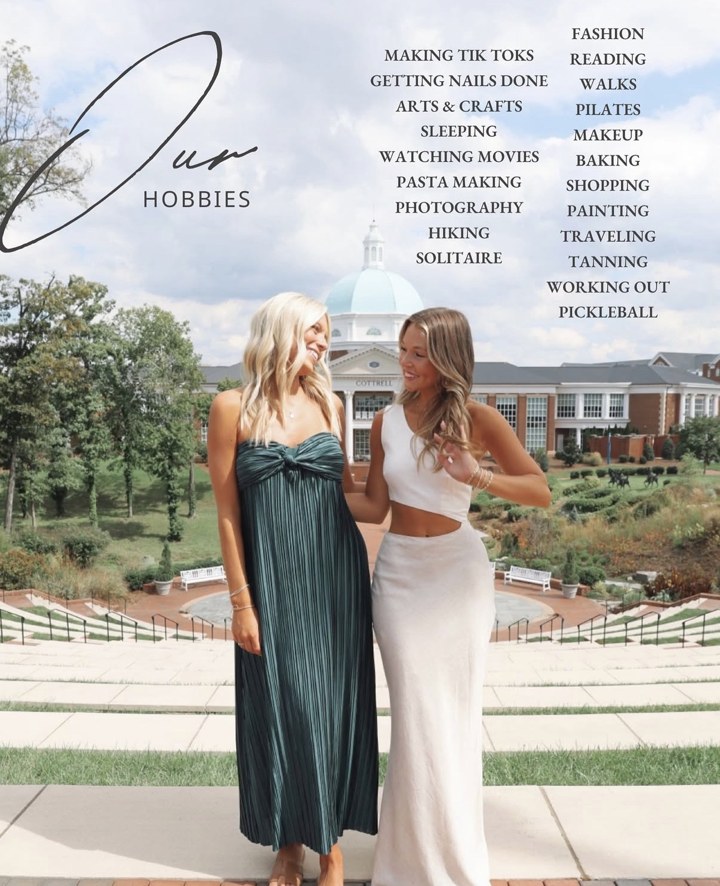 Our
HOBBIES
MAKING TIK TOKS
GETTING NAILS DONE
ARTS & CRAFTS
SLEEPING
WATCHING MOVIES
PASTA MAKING
PHOTOGRAPHY
HIKING
SOLITAIRE
FASHION
READING
WALKS
PILATES
MAKEUP
BAKING
SHOPPING
PAINTING
TRAVELING
TANNING
WORKING OUT
PICKLEBALL
COTTRELL